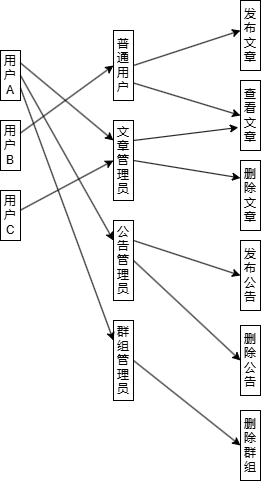 用户A
用户B
用户C
普通用户
文章管理员
公告管理员
群组管理员
发布文章
查看文章
删除文章
发布公告
删除公告
删除群组